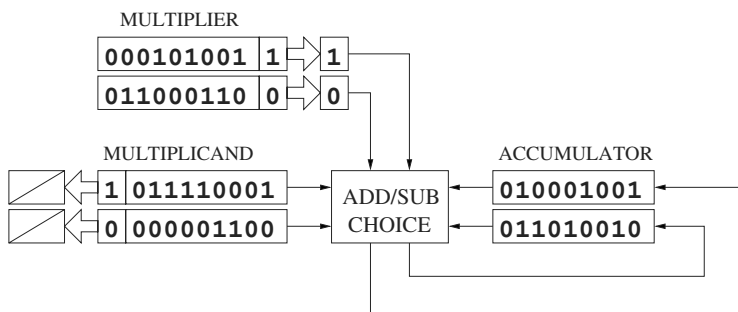 MULTIPLIER
000101001 1 1
011000110 0 0
MULTIPLICAND
1 011110001
0 000001100
ADD/SUB
CHOICE
ACCUMULATOR
010001001
011010010